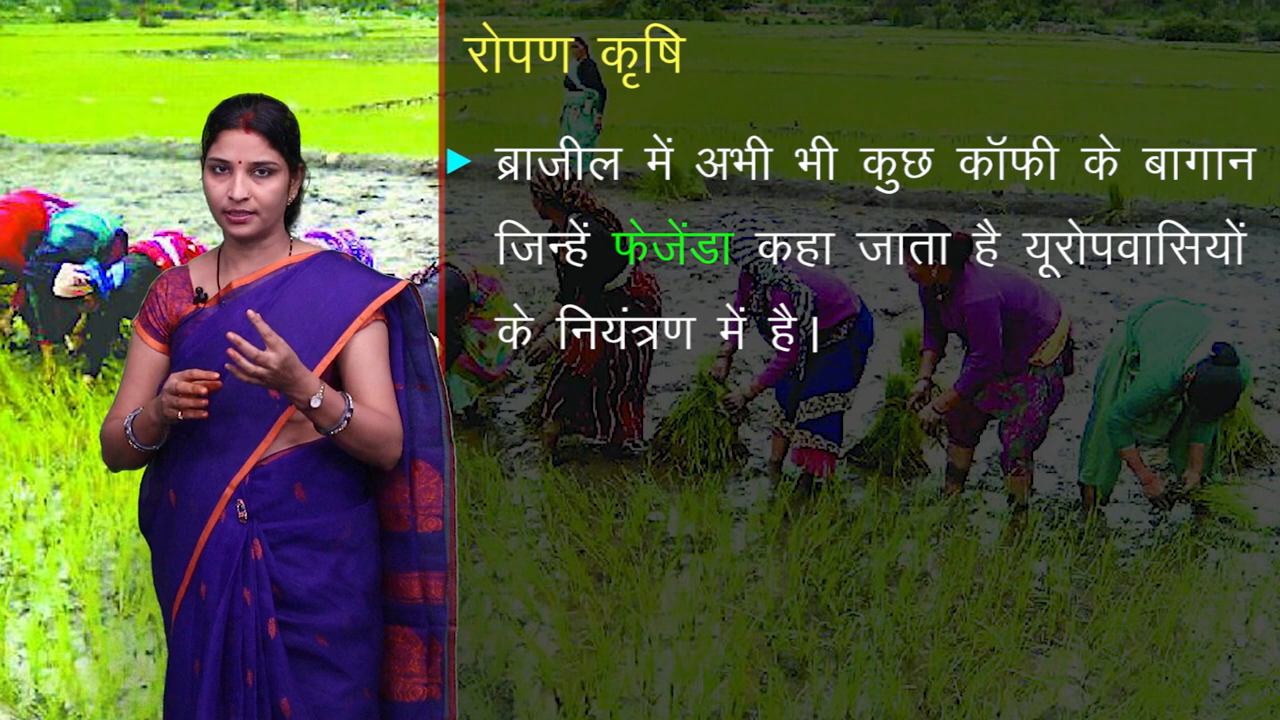 रोपण कृषि
ब्राजील में अभी भी कुछ कॉफी के बागान
जिन्हें फेजेंडा कहा जाता है यूरोपवासियों
के नियंत्रण में है।